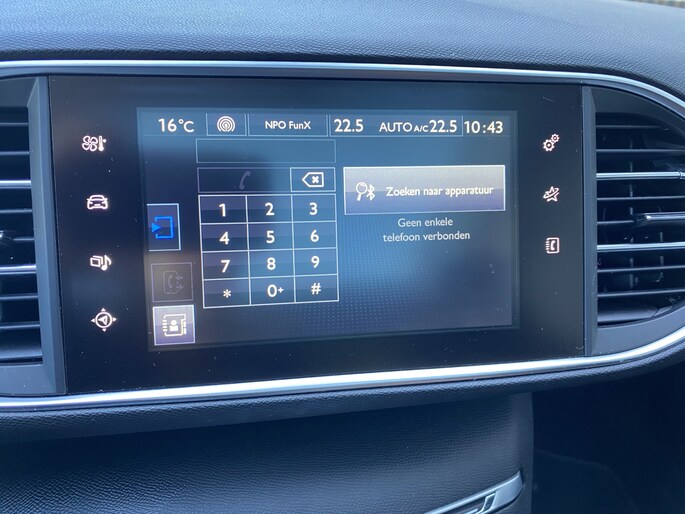 16°C NPO FunX 22.5 AUTO A/C 22.5 10:43
Zoeken naar apparatuur
Geen enkele
telefoon verbonden
1 2 3
4 5 6
7 8 9
* 0+ #